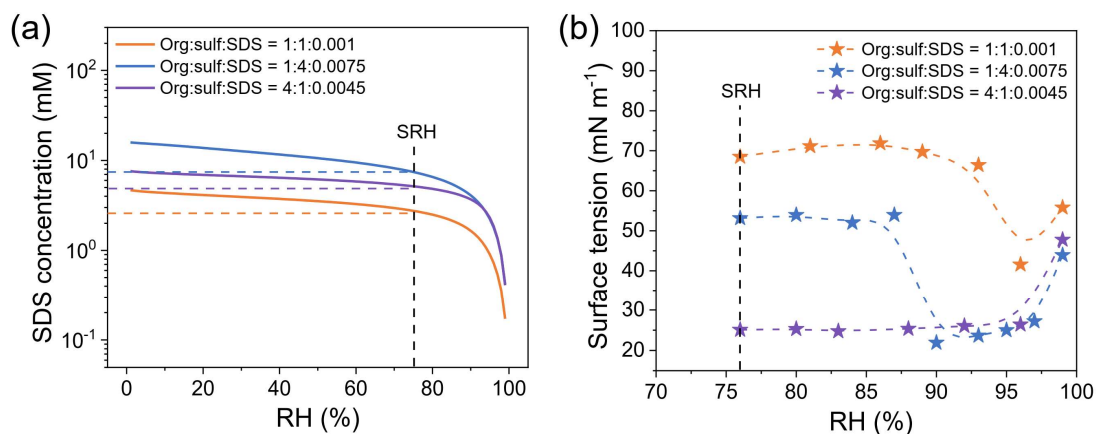 (a)
Org:sulf:SDS = 1:1:0.001
Org:sulf:SDS = 1:4:0.0075
Org:sulf:SDS = 4:1:0.0045
SRH
SDS concentration (mM)
10²
10¹
10⁰
10⁻¹
0 20 40 60 80 100
RH (%)
(b)
Org:sulf:SDS = 1:1:0.001
Org:sulf:SDS = 1:4:0.0075
Org:sulf:SDS = 4:1:0.0045
SRH
Surface tension (mN m⁻¹)
100
90
80
70
60
50
40
30
20
70 75 80 85 90 95 100
RH (%)